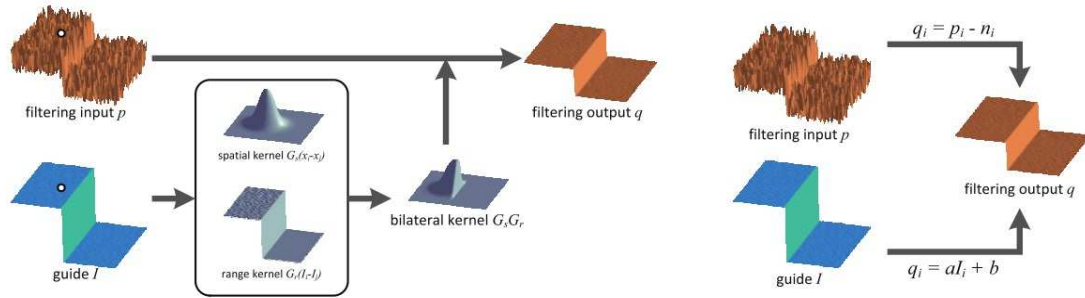 filtering input p
spatial kernel Gs(xi-xj)
range kernel Gr(Ii-Ij)
guide I
bilateral kernel GsGr
filtering output q
qi = pi - ni
filtering input p
filtering output q
guide I
qi = aIi + b